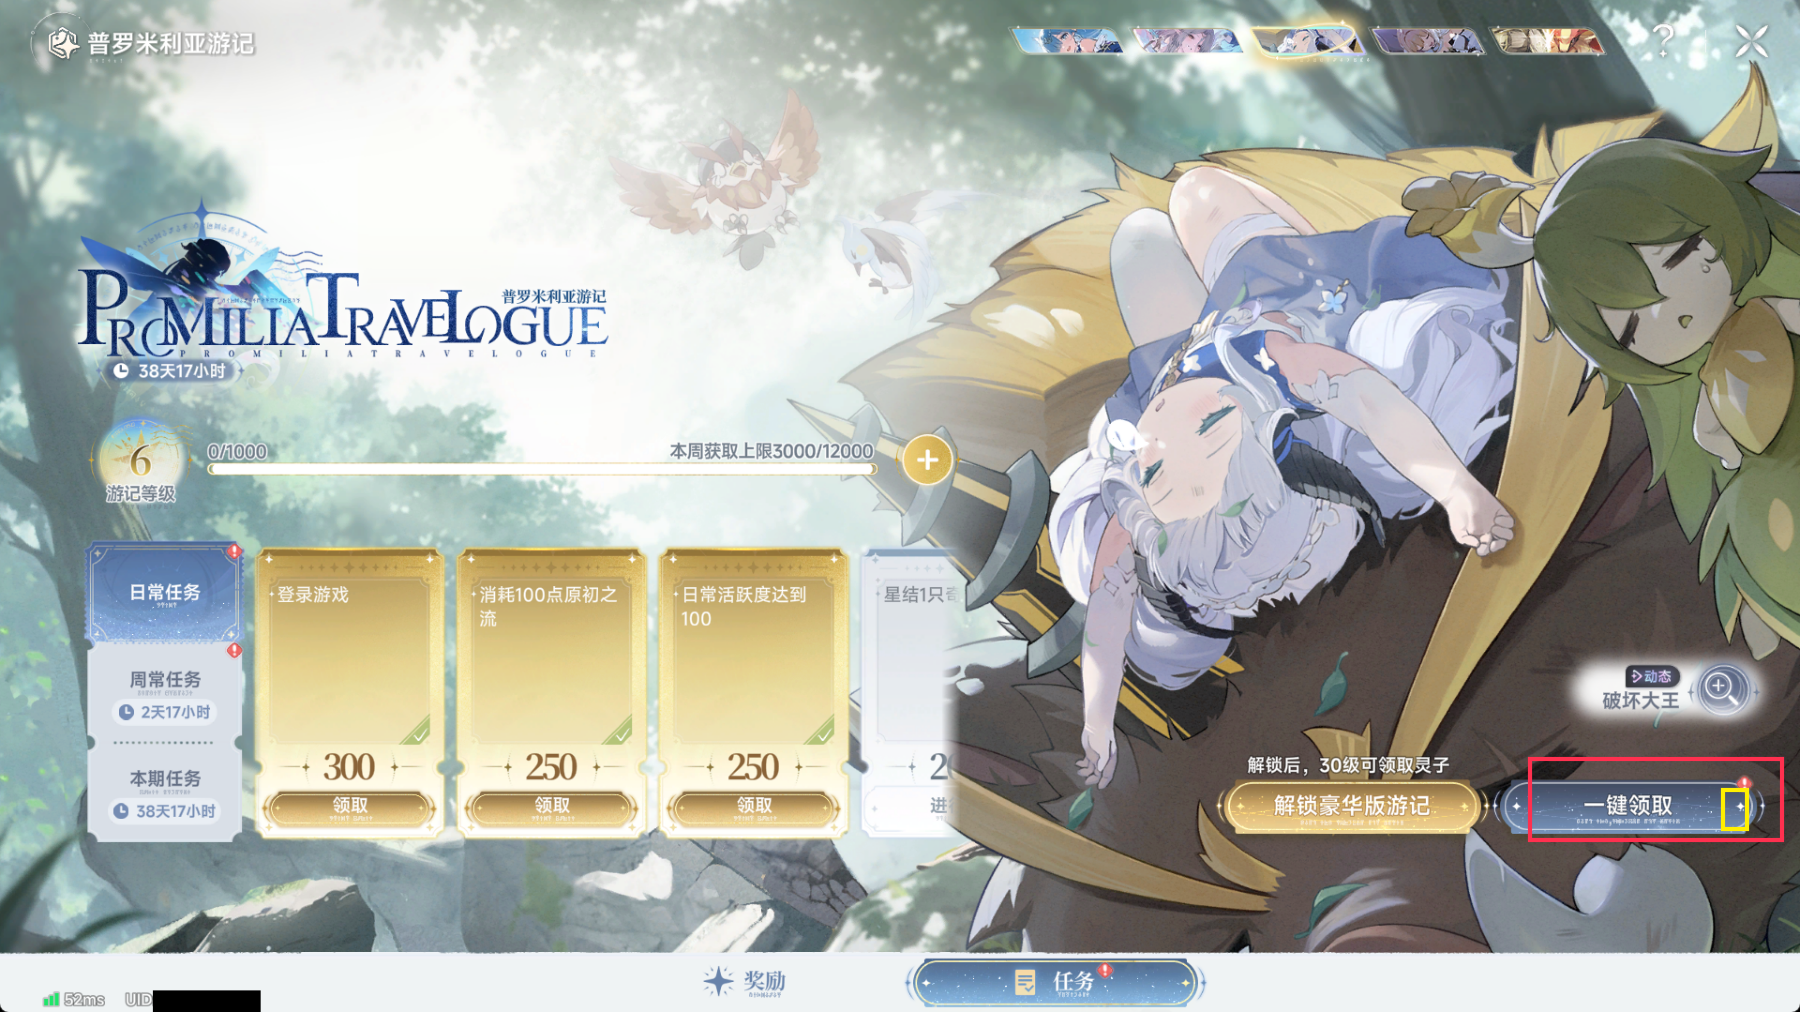 普罗米利亚游记
PROMILIA TRAVELOGUE
普罗米利亚游记
PROMILIATRAVELOGUE
38天17小时
6
游记等级
0/1000
本周获取上限3000/12000
日常任务
周常任务
2天17小时
本期任务
38天17小时
登录游戏
300
领取
消耗100点原初之
流
250
领取
日常活跃度达到
100
250
领取
星结1只
动态
破坏大王
解锁后，30级可领取灵子
解锁豪华版游记
一键领取
奖励
任务
52ms
UID